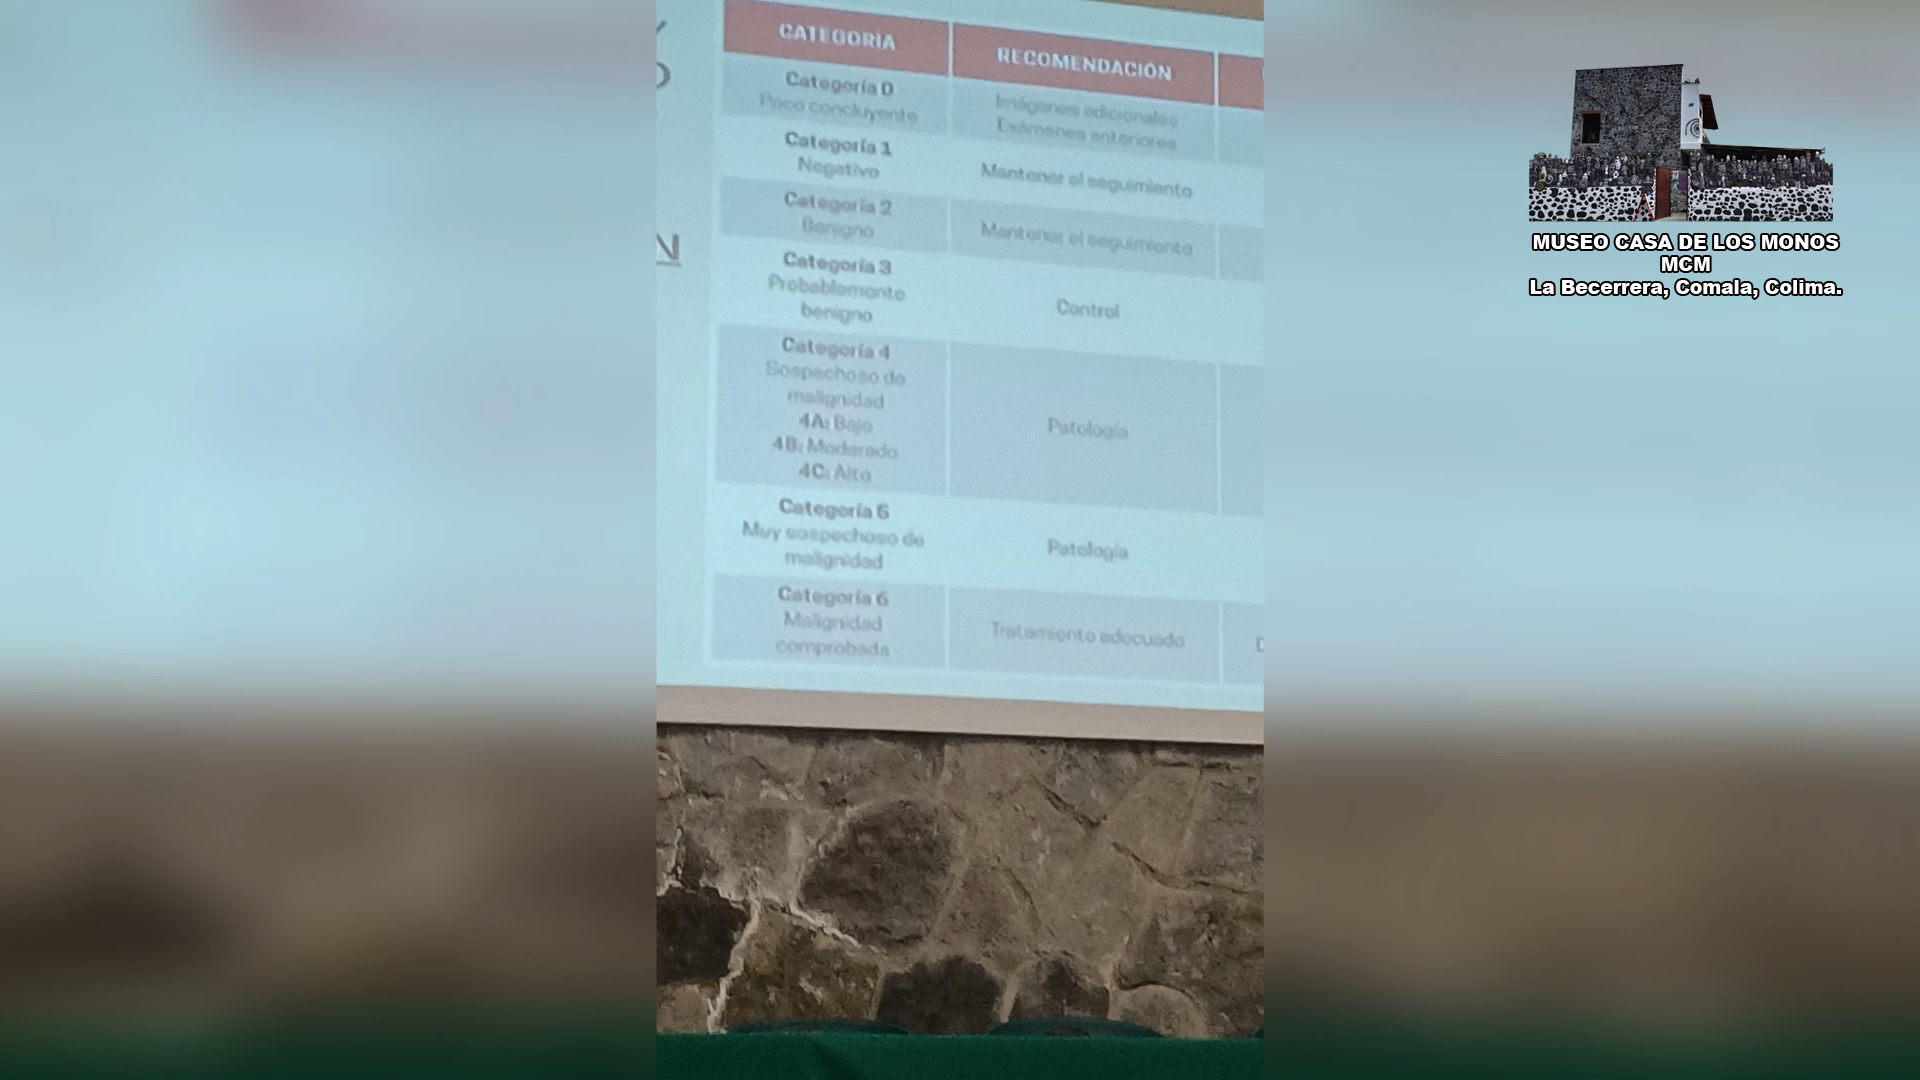 CATEGORÍA
RECOMENDACIÓN
Categoría 0
Poco concluyente
Imágenes adicionales
Exámenes anteriores
Categoría 1
Negativo
Mantener el seguimiento
Categoría 2
Benigno
Mantener el seguimiento
Categoría 3
Probablemente
benigno
Control
Categoría 4
Sospechoso de
malignidad
4A: Bajo
4B: Moderado
4C: Alto
Patología
Categoría 5
Muy sospechoso de
malignidad
Patología
Categoría 6
Malignidad
comprobada
Tratamiento adecuado
N
MUSEO CASA DE LOS MONOS
MCM
La Becerrera, Comala, Colima.